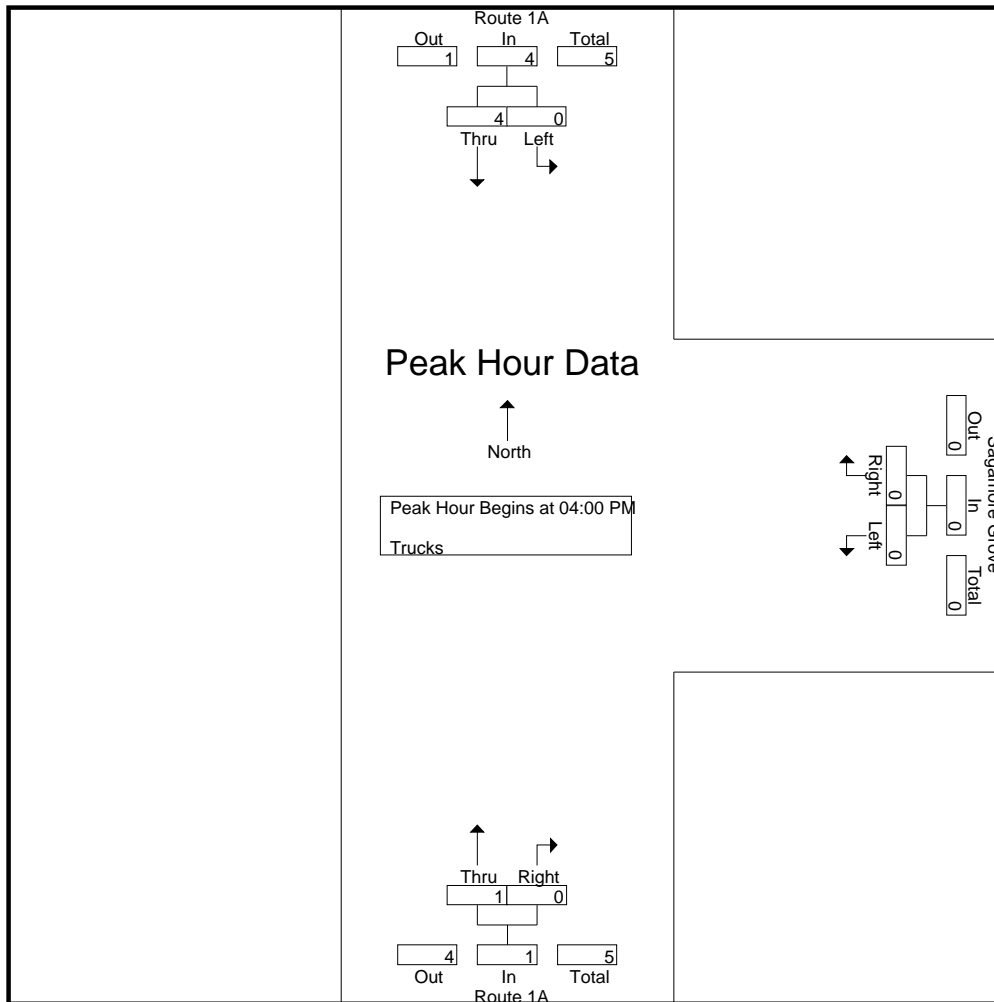 Route 1A
Out In Total
1 4 5
4 0
Thru Left
Peak Hour Data
North
Peak Hour Begins at 04:00 PM
Trucks
Sagamore Grove
Out In Total
0 0 0
Right Left
0 0
Thru Right
1 0
4 1 5
Out In Total
Route 1A